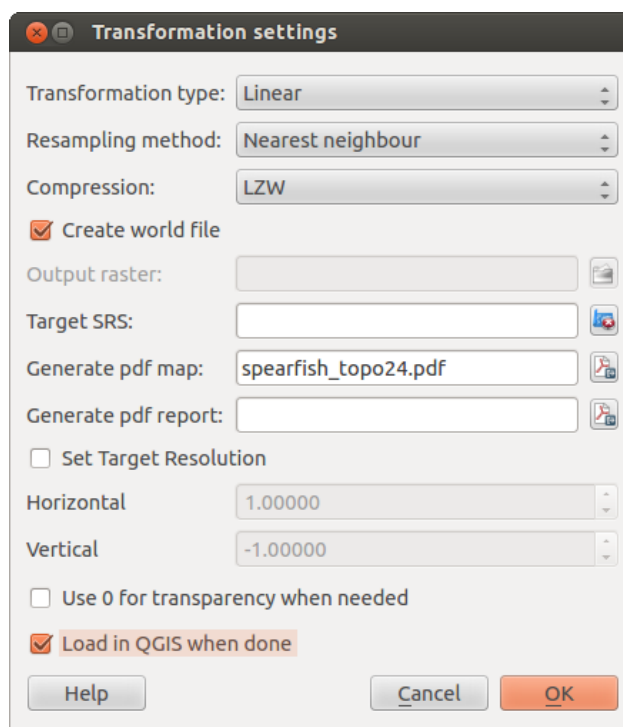 Transformation settings
Transformation type: Linear
Resampling method: Nearest neighbour
Compression: LZW
Create world file
Output raster:
Target SRS:
Generate pdf map: spearfish_topo24.pdf
Generate pdf report:
Set Target Resolution
Horizontal 1.00000
Vertical -1.00000
Use 0 for transparency when needed
Load in QGIS when done
Help Cancel OK